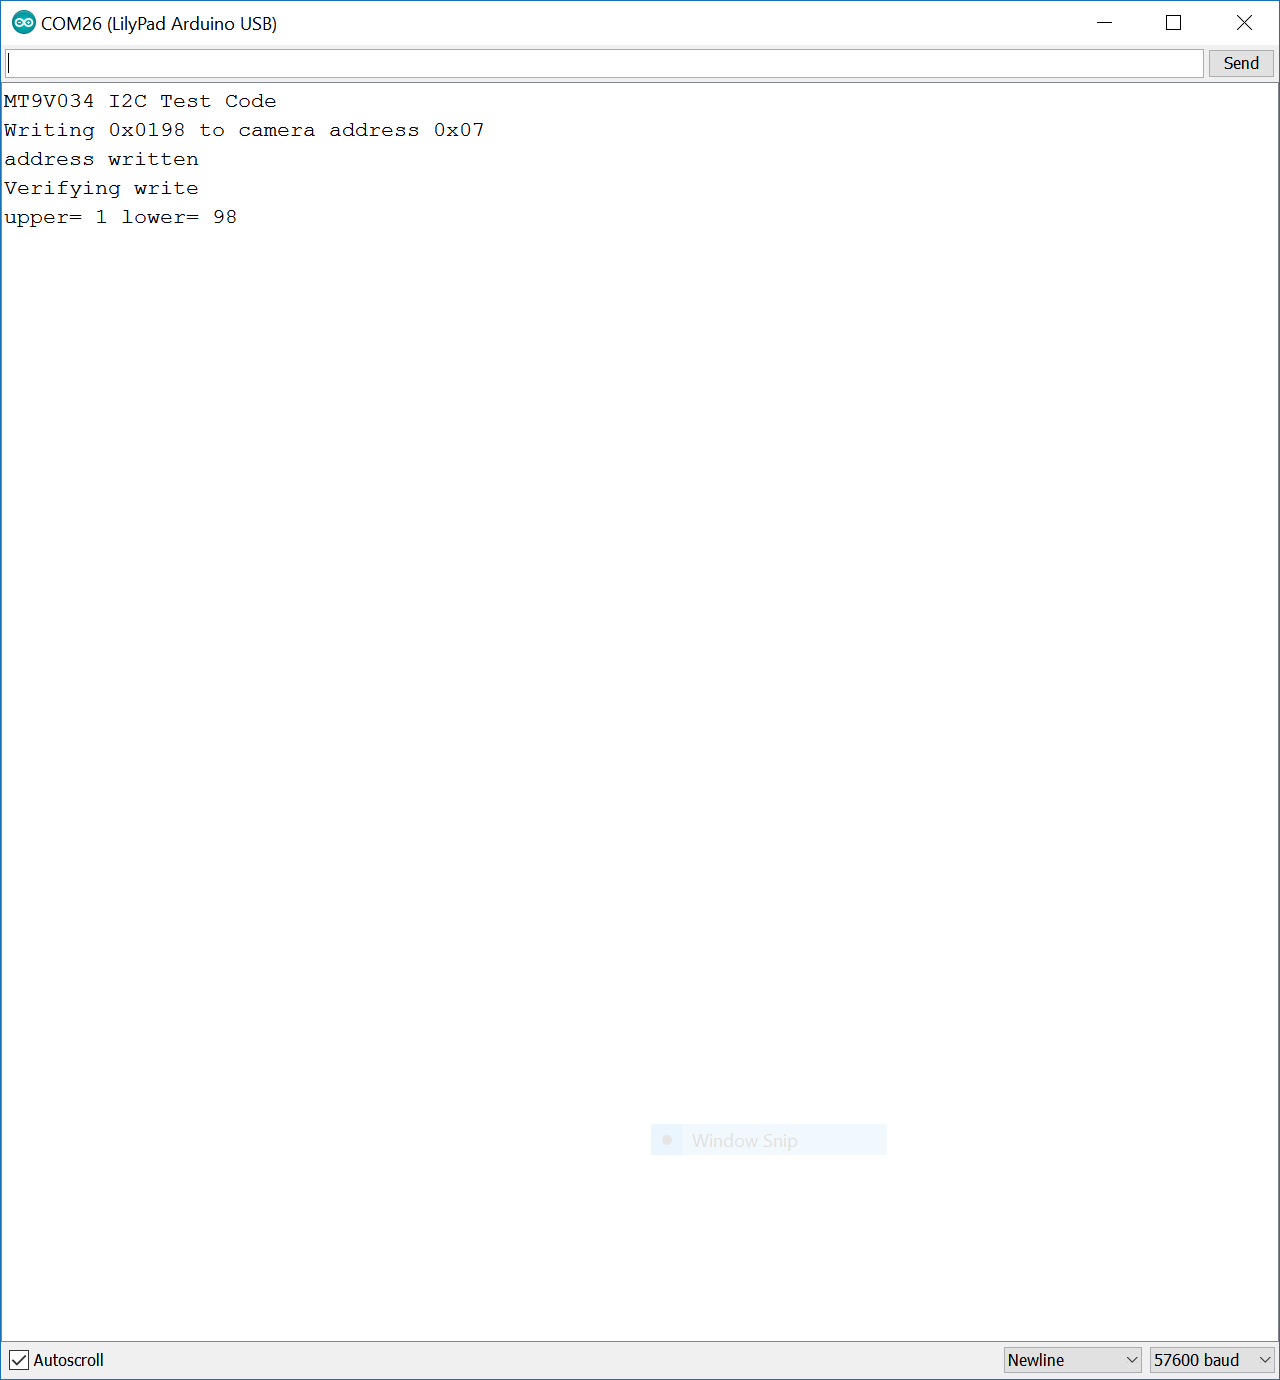 COM26 (LilyPad Arduino USB)
Send
MT9V034 I2C Test Code
Writing 0x0198 to camera address 0x07
address written
Verifying write
upper= 1 lower= 98
Window Snip
Autoscroll
Newline
57600 baud